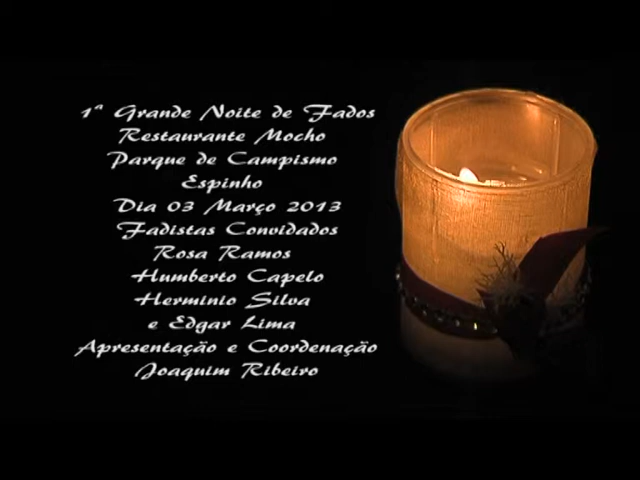 1ª Grande Noite de Fados
Restaurante Mocho
Parque de Campismo
Espinho
Dia 03 Março 2013
Fadistas Convidados
Rosa Ramos
Humberto Capelo
Herminio Silva
e Edgar Lima
Apresentação e Coordenação
Joaquim Ribeiro